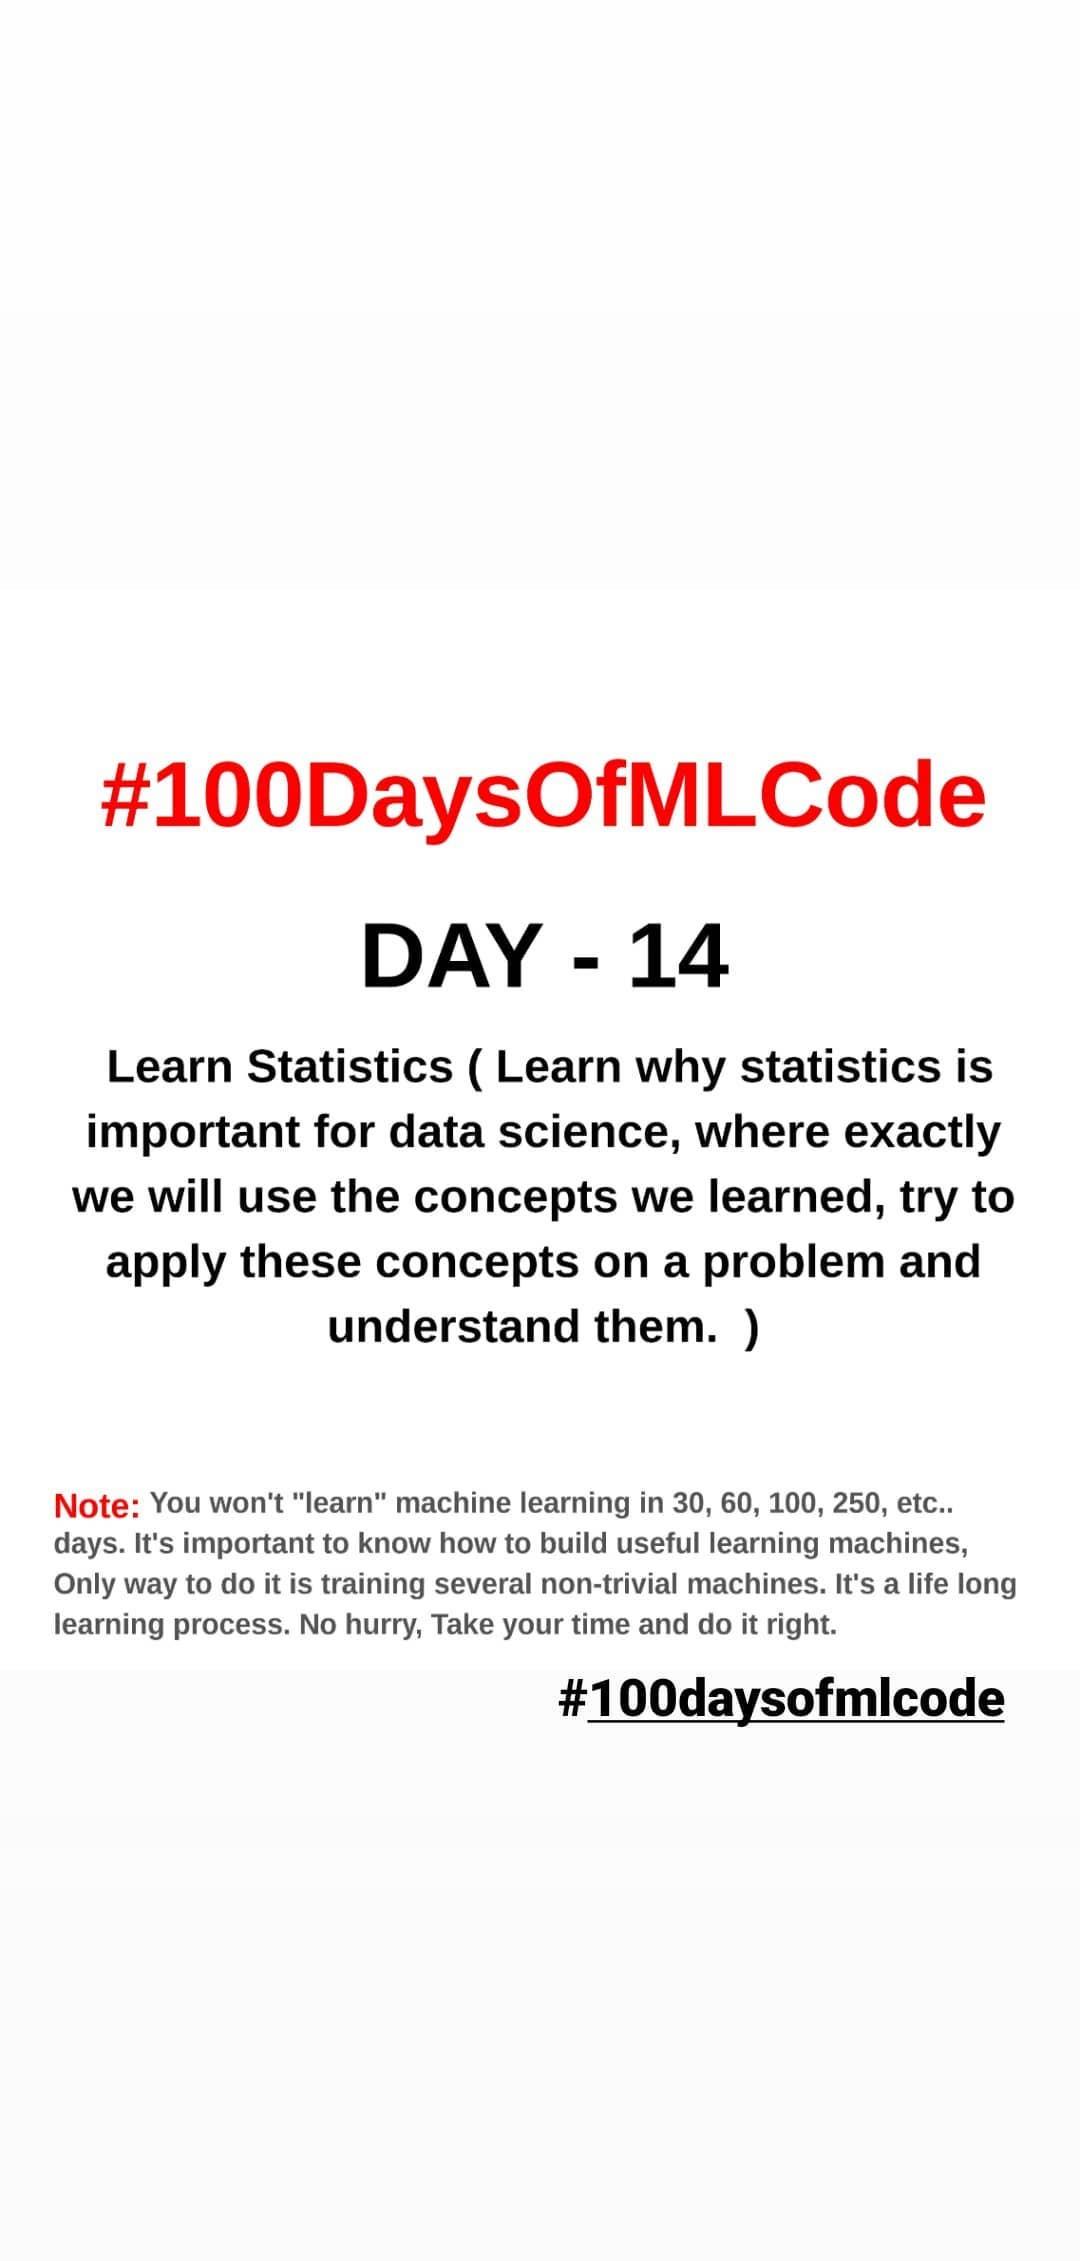 #100DaysOfMLCode
DAY - 14
Learn Statistics ( Learn why statistics is
important for data science, where exactly
we will use the concepts we learned, try to
apply these concepts on a problem and
understand them.  )
Note: You won't "learn" machine learning in 30, 60, 100, 250, etc..
days. It's important to know how to build useful learning machines,
Only way to do it is training several non-trivial machines. It's a life long
learning process. No hurry, Take your time and do it right.
#100daysofmlcode